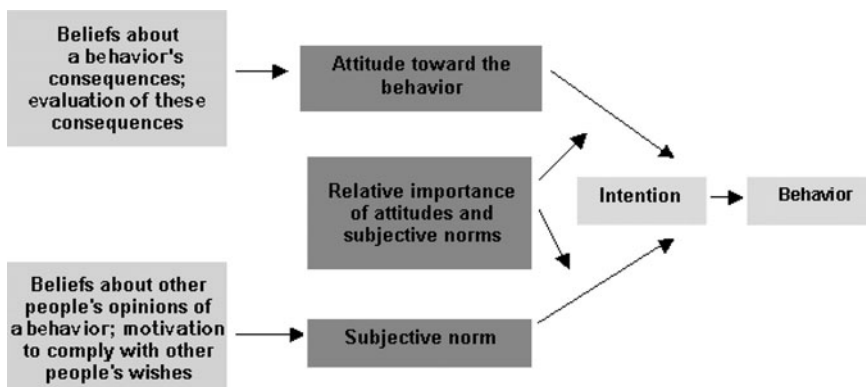 Beliefs about
a behavior's
consequences;
evaluation of these
consequences
Attitude toward the
behavior
Relative importance
of attitudes and
subjective norms
Intention
Behavior
Beliefs about other
people's opinions of
a behavior; motivation
to comply with other
people's wishes
Subjective norm